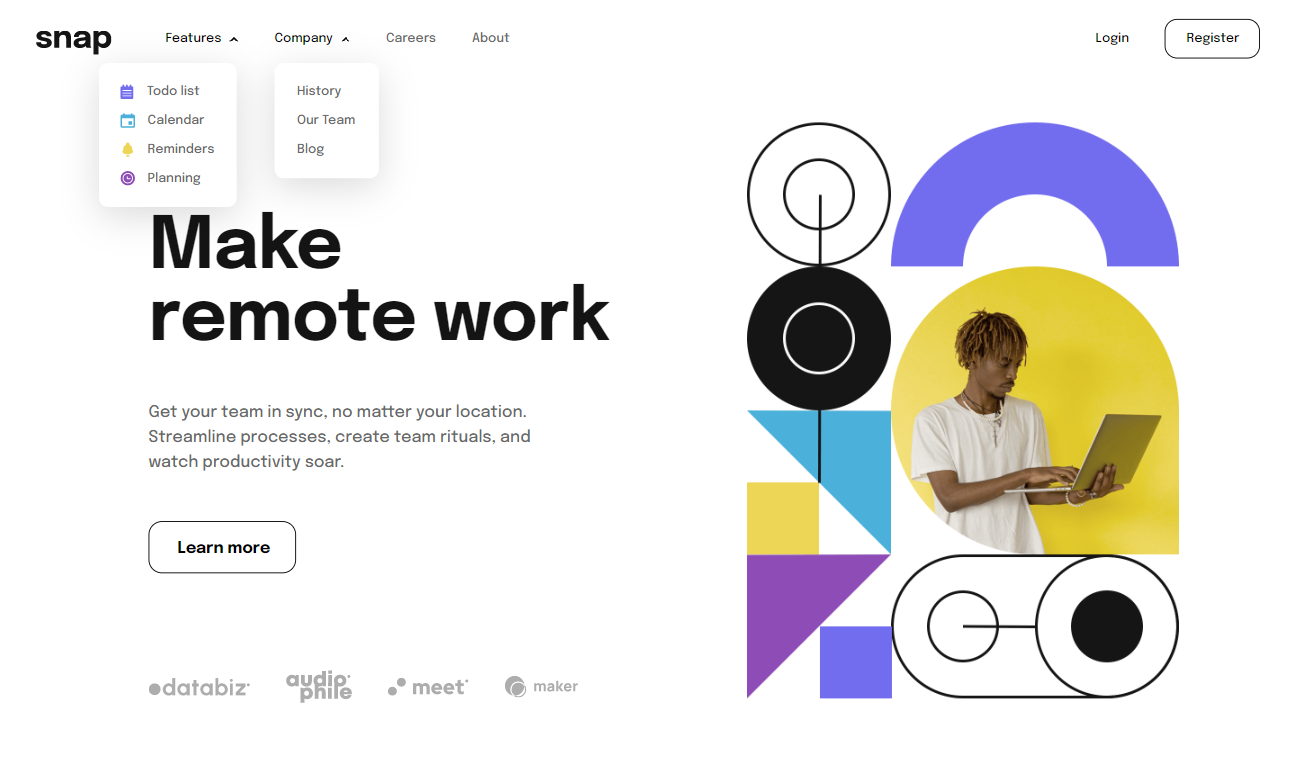 snap
Features
Company
Careers
About
Login
Register
Todo list
Calendar
Reminders
Planning
History
Our Team
Blog
Make
remote work
Get your team in sync, no matter your location.
Streamline processes, create team rituals, and
watch productivity soar.
Learn more
databiz
audio
phile
meet
maker